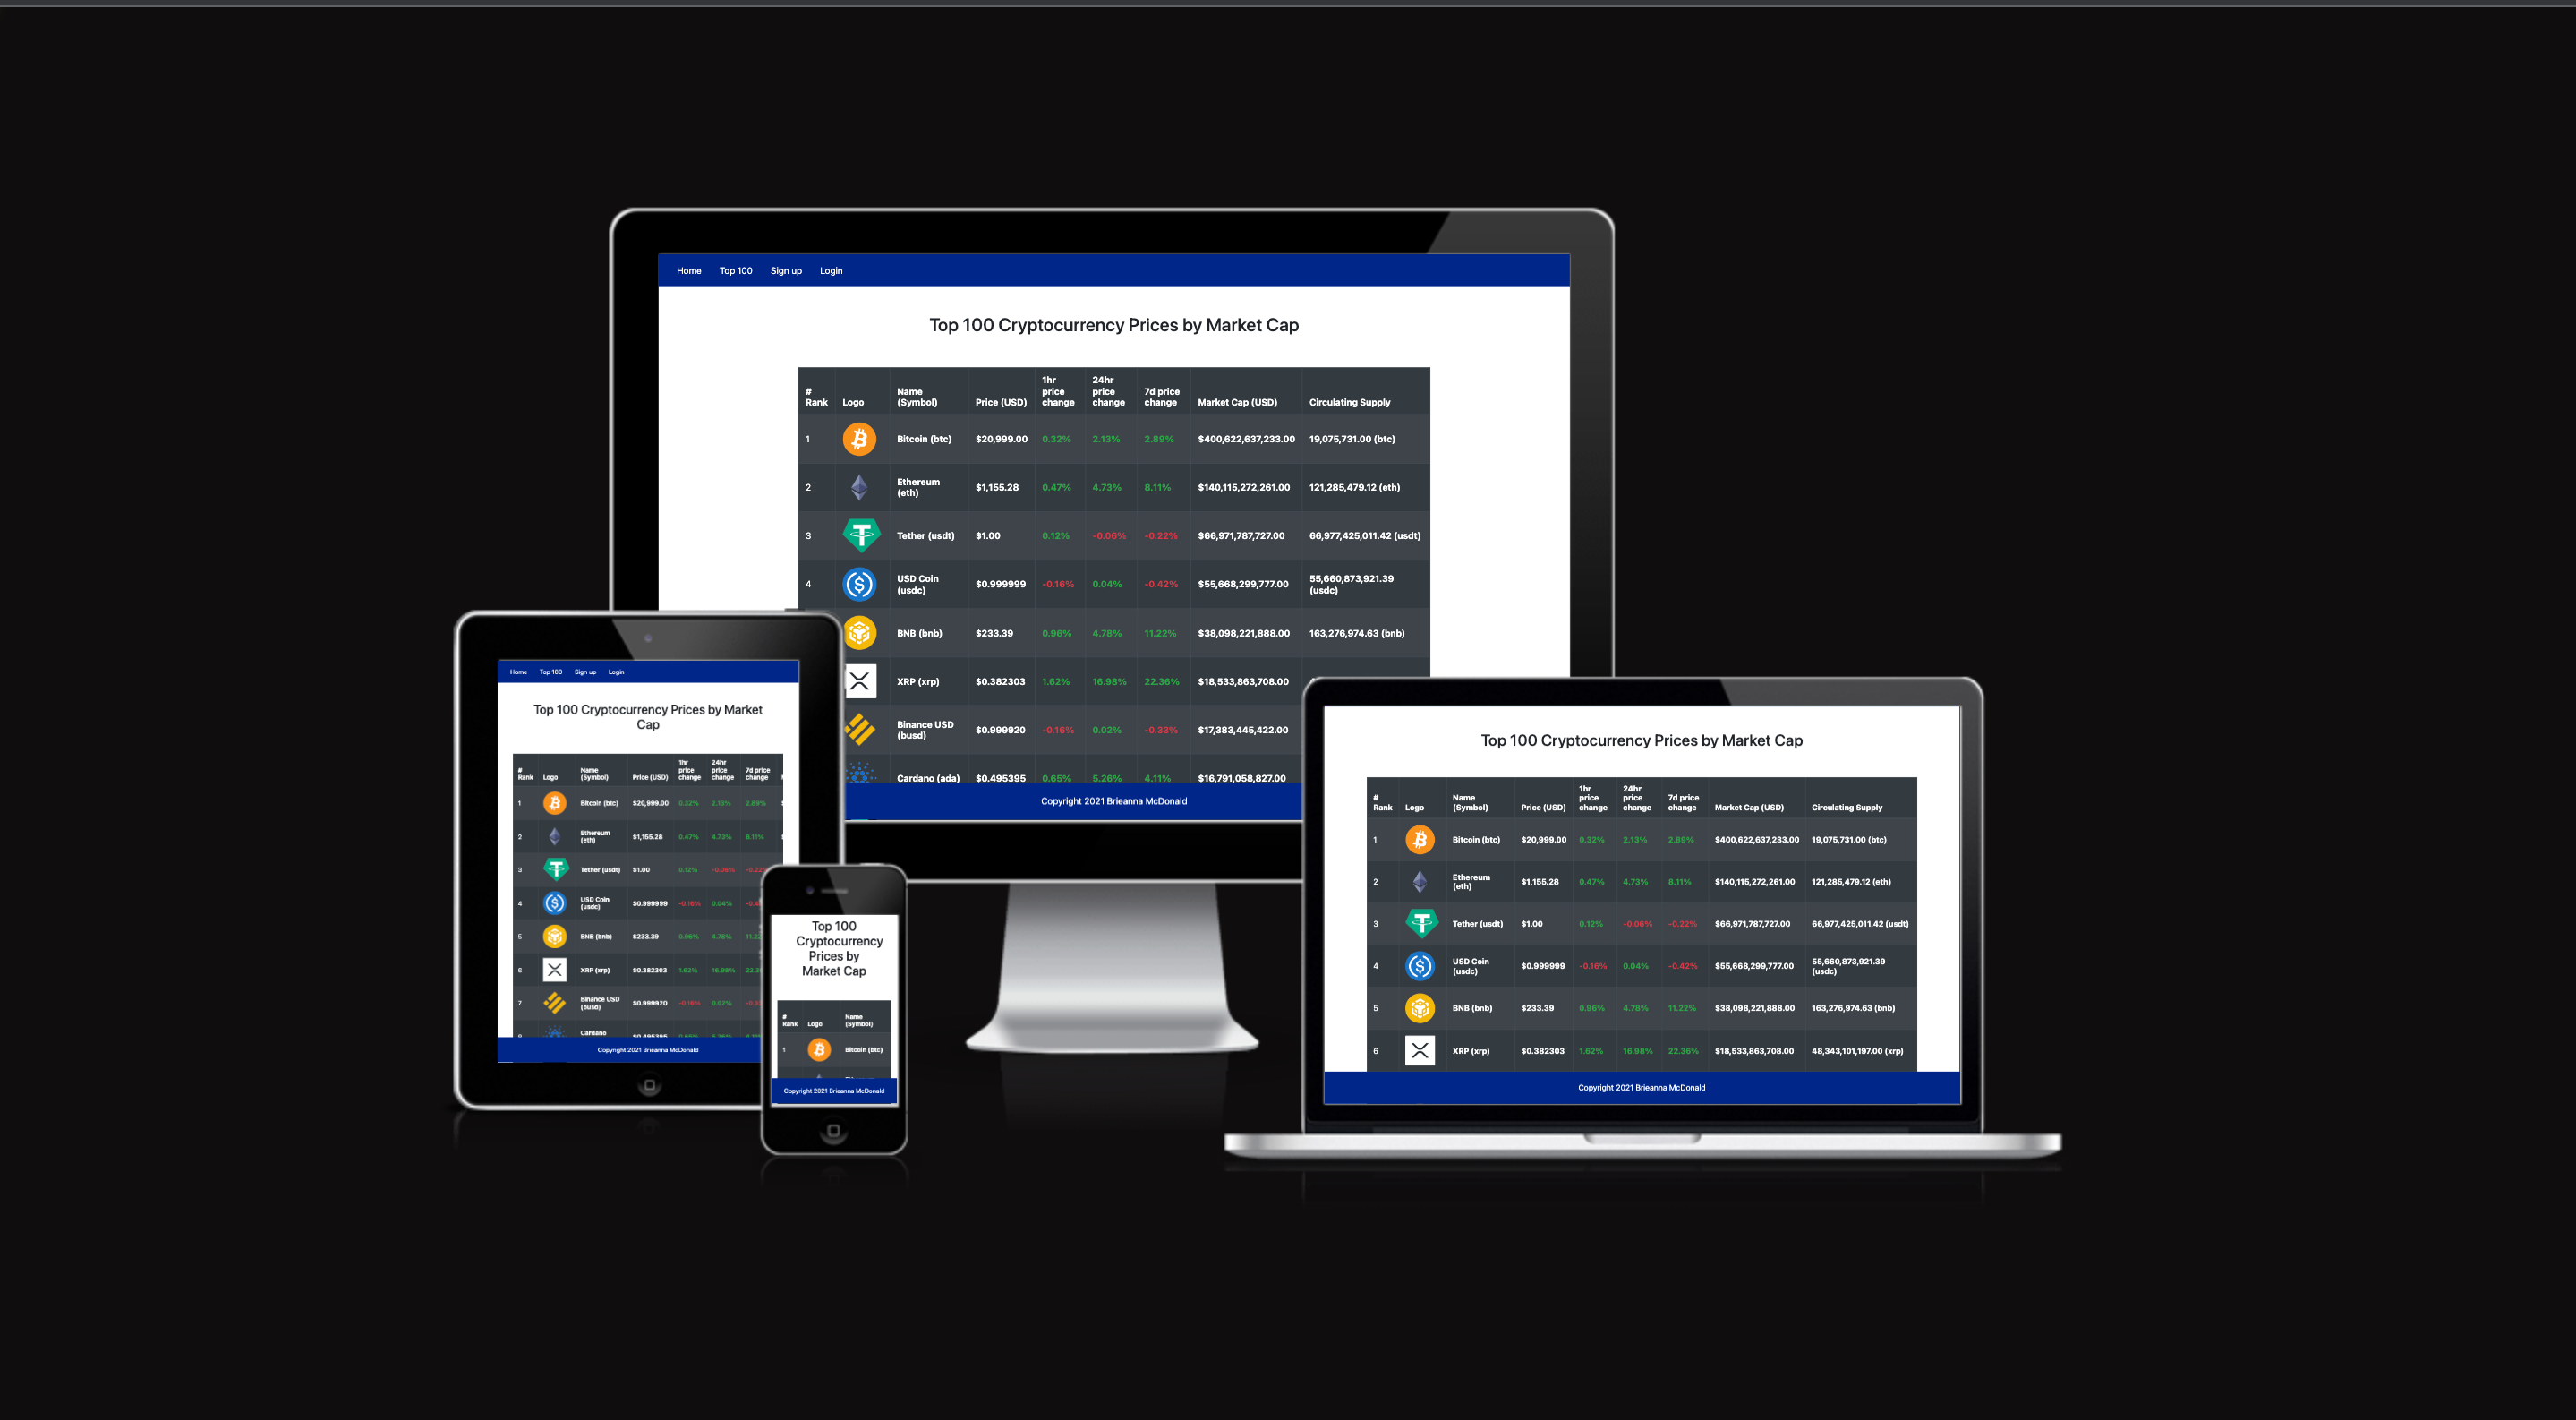 Home Top 100 Sign up Login
Top 100 Cryptocurrency Prices by Market Cap
# Rank Logo Name (Symbol) Price (USD) 1hr price change 24hr price change 7d price change Market Cap (USD) Circulating Supply
1 Bitcoin (btc) $20,999.00 0.32% 2.13% 2.89% $400,622,637,233.00 19,075,731.00 (btc)
2 Ethereum (eth) $1,155.28 0.47% 4.73% 8.11% $140,115,272,261.00 121,285,479.12 (eth)
3 Tether (usdt) $1.00 0.12% -0.06% -0.22% $66,971,787,727.00 66,977,425,011.42 (usdt)
4 USD Coin (usdc) $0.999999 -0.16% 0.04% -0.42% $55,668,299,777.00 55,660,873,921.39 (usdc)
BNB (bnb) $233.39 0.96% 4.78% 11.22% $38,098,221,888.00 163,276,974.63 (bnb)
XRP (xrp) $0.382303 1.62% 16.98% 22.36% $18,533,863,708.00
Binance USD (busd) $0.999920 -0.16% 0.02% -0.33% $17,383,445,422.00
Cardano (ada) $0.495395 0.65% 5.26% 4.11% $16,791,058,827.00
Copyright 2021 Brieanna McDonald
Home Top 100 Sign up Login
Top 100 Cryptocurrency Prices by Market
Cap
# Rank Logo Name (Symbol) Price (USD) 1hr price change 24hr price change 7d price change
1 Bitcoin (btc) $20,999.00 0.32% 2.13% 2.89%
2 Ethereum (eth) $1,155.28 0.47% 4.73% 8.11%
3 Tether (usdt) $1.00 0.12% -0.06% -0.22%
4 USD Coin (usdc) $0.999999 -0.16% 0.04%
5 BNB (bnb) $233.39 0.96% 4.78%
6 XRP (xrp) $0.382303 1.62% 16.98%
7 Binance USD (busd) $0.999920 -0.16% 0.02%
Cardano
Copyright 2021 Brieanna McDonald
Top 100
Cryptocurrency
Prices by
Market Cap
# Rank Logo Name (Symbol)
1 Bitcoin (btc)
Copyright 2021 Brieanna McDonald
Top 100 Cryptocurrency Prices by Market Cap
# Rank Logo Name (Symbol) Price (USD) 1hr price change 24hr price change 7d price change Market Cap (USD) Circulating Supply
1 Bitcoin (btc) $20,999.00 0.32% 2.13% 2.89% $400,622,637,233.00 19,075,731.00 (btc)
2 Ethereum (eth) $1,155.28 0.47% 4.73% 8.11% $140,115,272,261.00 121,285,479.12 (eth)
3 Tether (usdt) $1.00 0.12% -0.06% -0.22% $66,971,787,727.00 66,977,425,011.42 (usdt)
4 USD Coin (usdc) $0.999999 -0.16% 0.04% -0.42% $55,668,299,777.00 55,660,873,921.39 (usdc)
5 BNB (bnb) $233.39 0.96% 4.78% 11.22% $38,098,221,888.00 163,276,974.63 (bnb)
6 XRP (xrp) $0.382303 1.62% 16.98% 22.36% $18,533,863,708.00 48,343,101,197.00 (xrp)
Copyright 2021 Brieanna McDonald